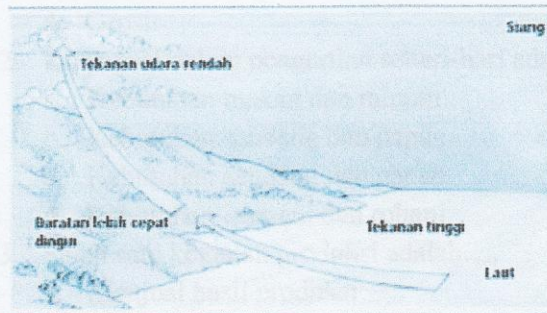 Siang
Tekanan udara rendah
Daratan lebih cepat
dingin
Tekanan tinggi
Laut